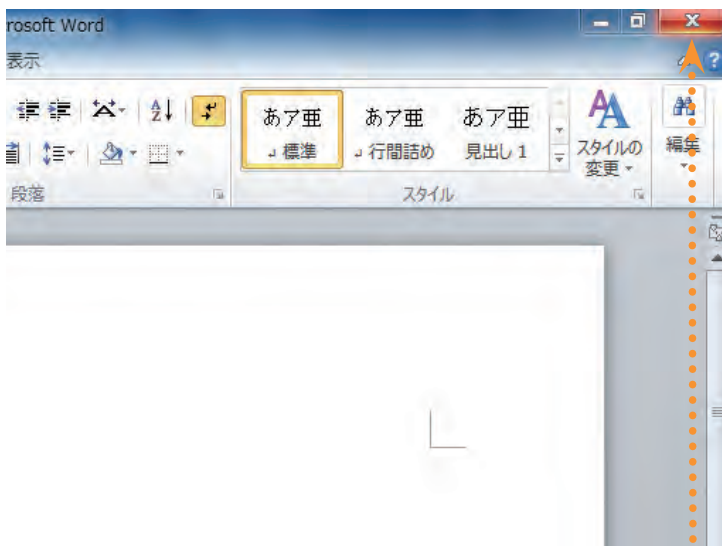 rosoft Word
表示
あア亜 あア亜 あア亜
↲ 標準 ↲ 行間詰め 見出し 1
スタイルの
変更
編集
段落 スタイル